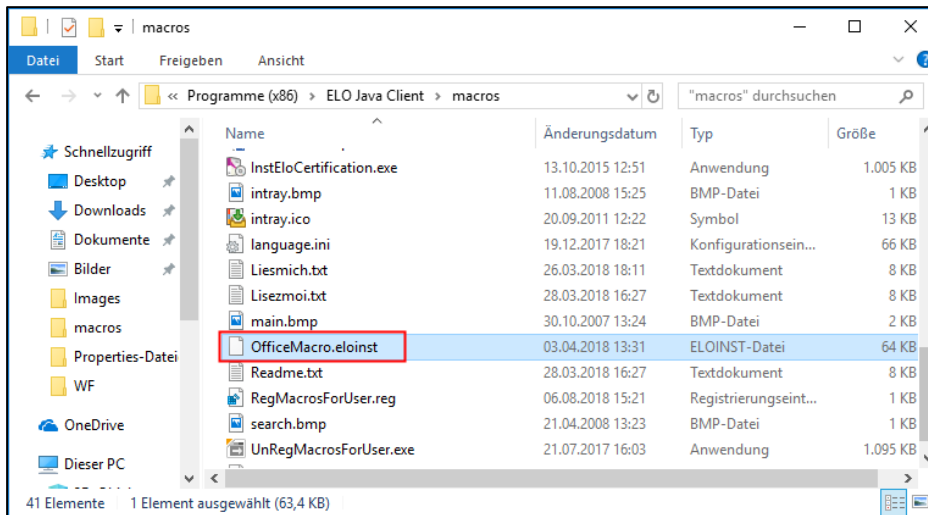 macros
Datei Start Freigeben Ansicht
« Programme (x86) › ELO Java Client › macros "macros" durchsuchen
Name Änderungsdatum Typ Größe
Schnellzugriff
Desktop
Downloads
Dokumente
Bilder
Images
macros
Properties-Datei
WF
OneDrive
Dieser PC
InstEloCertification.exe 13.10.2015 12:51 Anwendung 1.005 KB
intray.bmp 11.08.2008 15:25 BMP-Datei 1 KB
intray.ico 20.09.2011 12:22 Symbol 13 KB
language.ini 19.12.2017 18:21 Konfigurationsein... 66 KB
Liesmich.txt 26.03.2018 18:11 Textdokument 8 KB
Lisezmoi.txt 28.03.2018 16:27 Textdokument 8 KB
main.bmp 30.10.2007 13:24 BMP-Datei 2 KB
OfficeMacro.eloinst 03.04.2018 13:31 ELOINST-Datei 64 KB
Readme.txt 28.03.2018 16:27 Textdokument 8 KB
RegMacrosForUser.reg 06.08.2018 15:21 Registrierungseint... 1 KB
search.bmp 21.04.2008 13:23 BMP-Datei 1 KB
UnRegMacrosForUser.exe 21.07.2017 16:03 Anwendung 1.095 KB
41 Elemente 1 Element ausgewählt (63,4 KB)